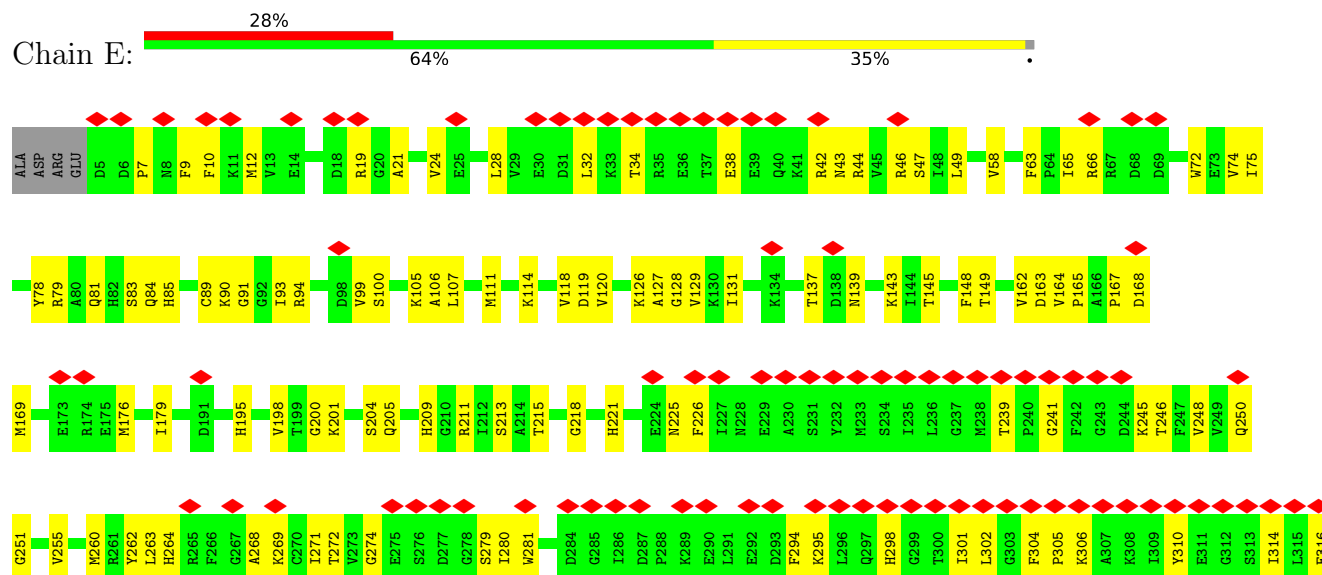 28%
Chain E:
64% 35% •
ALA ASP ARG GLU D5 D6 P7 N8 F9 F10 K11 M12 V13 E14 D18 R19 G20 A21 V24 E25 L28 V29 E30 D31 L32 K33 T34 R35 E36 T37 E38 E39 Q40 K41 R42 N43 R44 V45 R46 S47 I48 L49 V58 F63 P64 I65 R66 R67 D68 D69 W72 E73 V74 I75
Y78 R79 A80 Q81 H82 S83 Q84 H85 C89 K90 G91 G92 I93 R94 D98 V99 S100 K105 A106 L107 M111 K114 V118 D119 V120 K126 A127 G128 V129 K130 I131 K134 T137 D138 N139 K143 I144 T145 F148 T149 V162 D163 V164 P165 A166 P167 D168
M169 E173 R174 E175 M176 I179 D191 H195 V198 T199 G200 K201 S204 Q205 H209 G210 R211 I212 S213 A214 T215 G218 H221 E224 N225 F226 I227 N228 E229 A230 S231 Y232 M233 S234 I235 L236 G237 M238 T239 P240 G241 F242 G243 D244 K245 T246 F247 V248 V249 Q250
G251 V255 M260 R261 Y262 L263 H264 R265 F266 G267 A268 K269 C270 I271 T272 V273 G274 E275 S276 D277 G278 S279 I280 W281 D284 G285 I286 D287 P288 K289 E290 L291 E292 D293 F294 K295 L296 Q297 H298 G299 T300 I301 L302 G303 F304 P305 K306 A307 K308 I309 Y310 E311 G312 S313 I314 L315